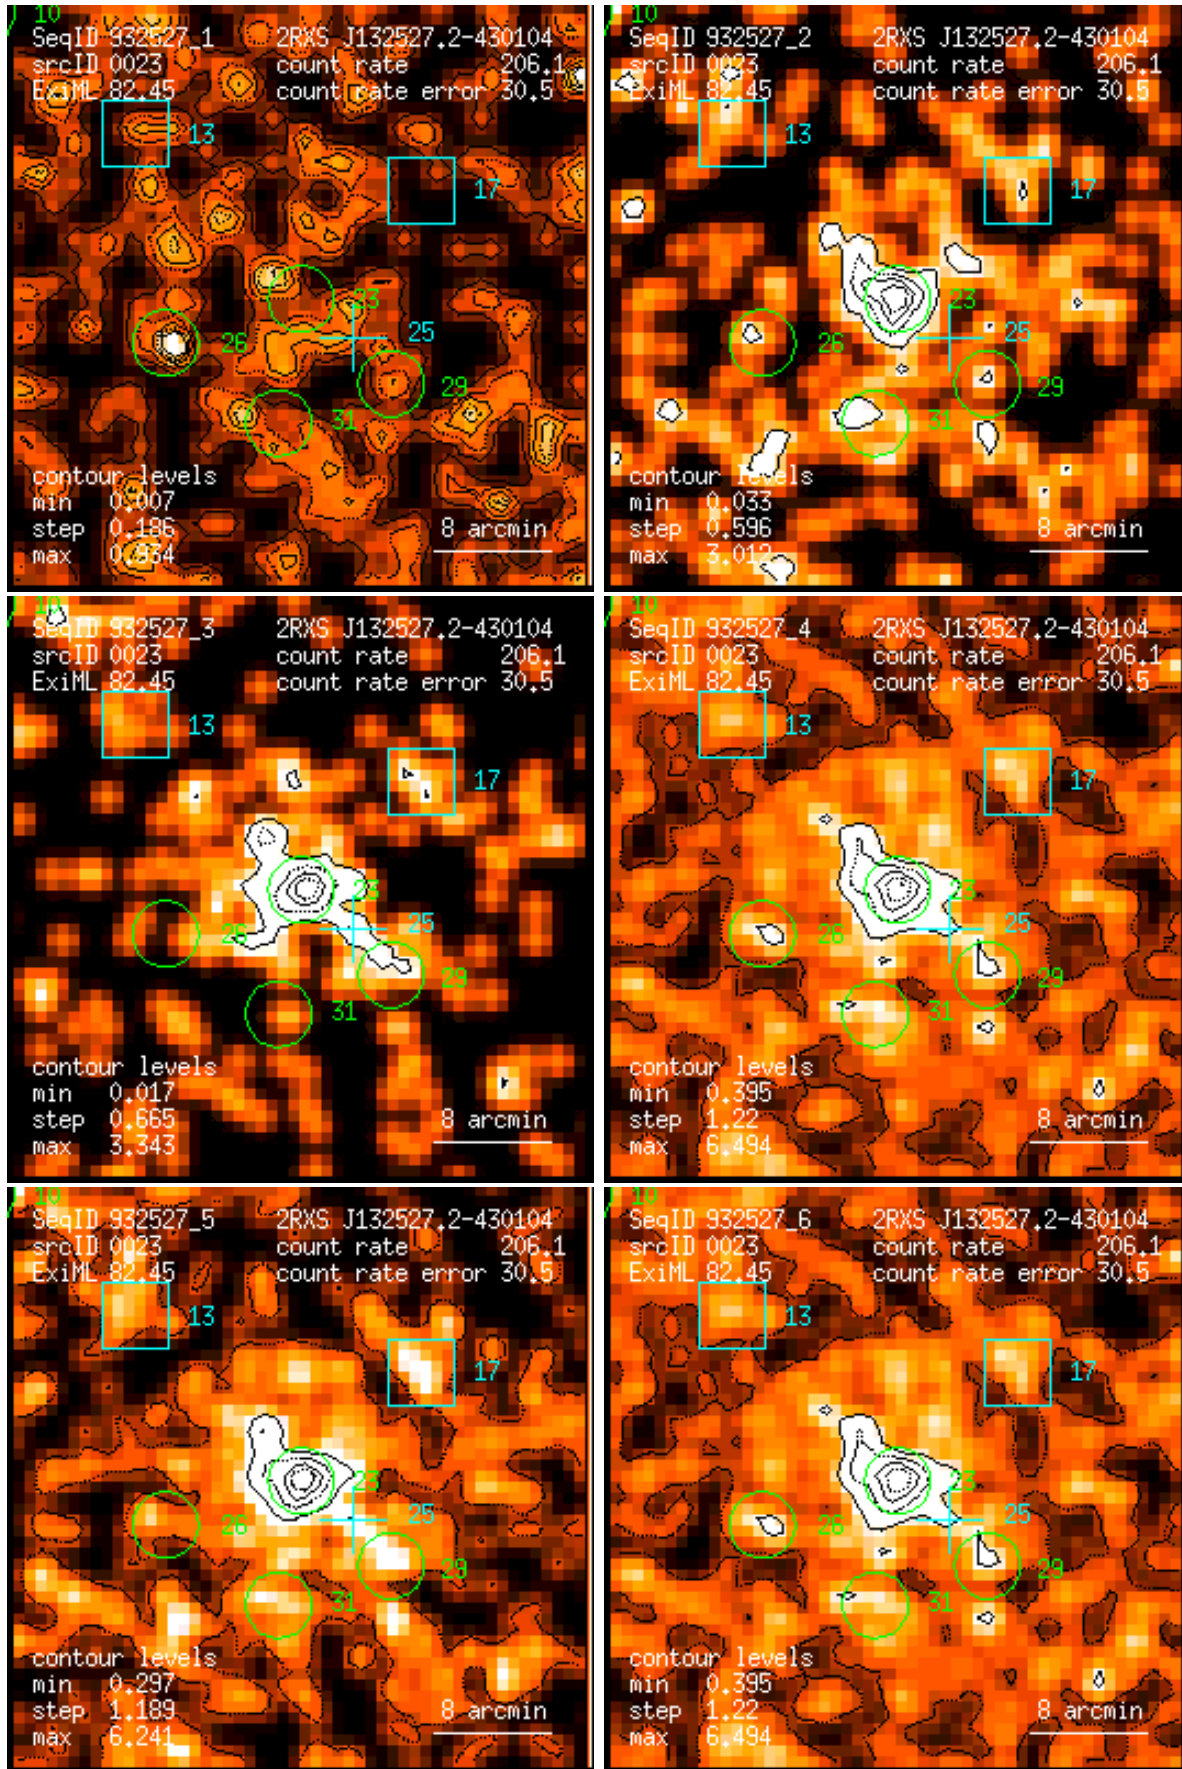 10
SeqID 932527_1 2RXS J132527.2-430104
srcID 0023 count rate 206.1
ExiML 82.45 count rate error 30.5
13
17
23
25
26
29
31
contour levels
min 0.007
step 0.186 8 arcmin
max 0.934
10
SeqID 932527_2 2RXS J132527.2-430104
srcID 0023 count rate 206.1
ExiML 82.45 count rate error 30.5
13
17
23
25
26
29
31
contour levels
min 0.033
step 0.596 8 arcmin
max 3.012
10
SeqID 932527_3 2RXS J132527.2-430104
srcID 0023 count rate 206.1
ExiML 82.45 count rate error 30.5
13
17
23
25
26
29
31
contour levels
min 0.017
step 0.665 8 arcmin
max 3.343
10
SeqID 932527_4 2RXS J132527.2-430104
srcID 0023 count rate 206.1
ExiML 82.45 count rate error 30.5
13
17
23
25
26
29
31
contour levels
min 0.395
step 1.22 8 arcmin
max 6.494
10
SeqID 932527_5 2RXS J132527.2-430104
srcID 0023 count rate 206.1
ExiML 82.45 count rate error 30.5
13
17
23
25
26
29
31
contour levels
min 0.297
step 1.189 8 arcmin
max 6.241
10
SeqID 932527_6 2RXS J132527.2-430104
srcID 0023 count rate 206.1
ExiML 82.45 count rate error 30.5
13
17
23
25
26
29
31
contour levels
min 0.395
step 1.22 8 arcmin
max 6.494